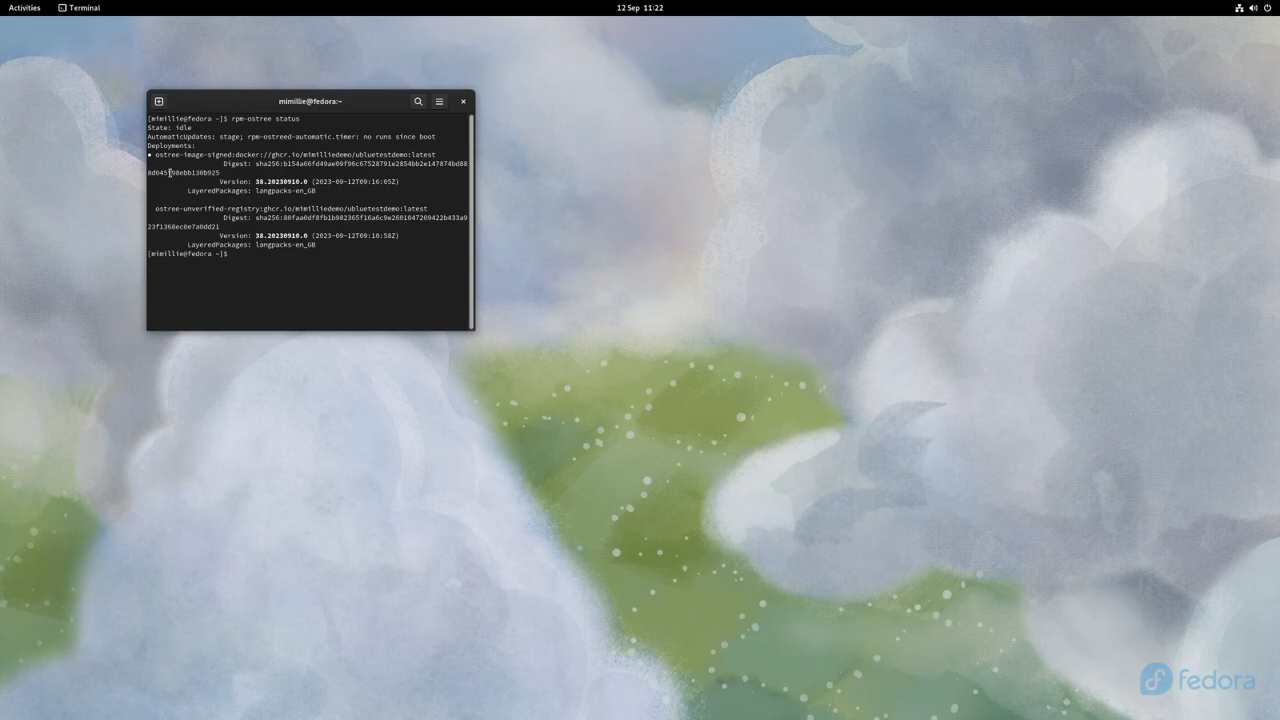 Activities Terminal 12 Sep 11:22
mimillie@fedora:~
[mimillie@fedora ~]$ rpm-ostree status
State: idle
AutomaticUpdates: stage; rpm-ostreed-automatic.timer: no runs since boot
Deployments:
● ostree-image-signed:docker://ghcr.io/mimilliedemo/ubluetestdemo:latest
Digest:
Version: 38.20230910.0 (2023-09-12T09:16:05Z)
LayeredPackages: langpacks-en_GB
ostree-unverified-registry:ghcr.io/mimilliedemo/ubluetestdemo:latest
Digest:
Version: 38.20230910.0 (2023-09-12T09:10:58Z)
LayeredPackages: langpacks-en_GB
[mimillie@fedora ~]$
fedora